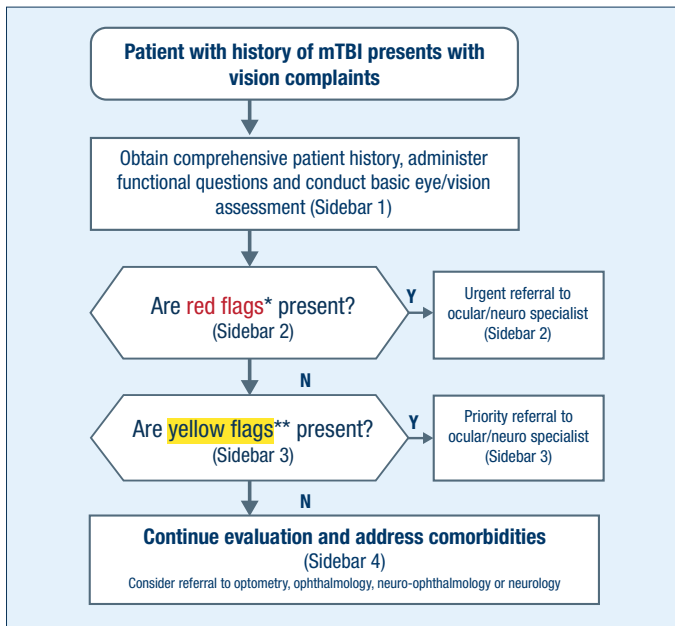 Patient with history of mTBI presents with
vision complaints
Obtain comprehensive patient history, administer
functional questions and conduct basic eye/vision
assessment (Sidebar 1)
Are red flags* present?
(Sidebar 2)
Y
Urgent referral to
ocular/neuro specialist
(Sidebar 2)
N
Are yellow flags** present?
(Sidebar 3)
Y
Priority referral to
ocular/neuro specialist
(Sidebar 3)
N
Continue evaluation and address comorbidities
(Sidebar 4)
Consider referral to optometry, ophthalmology, neuro-ophthalmology or neurology